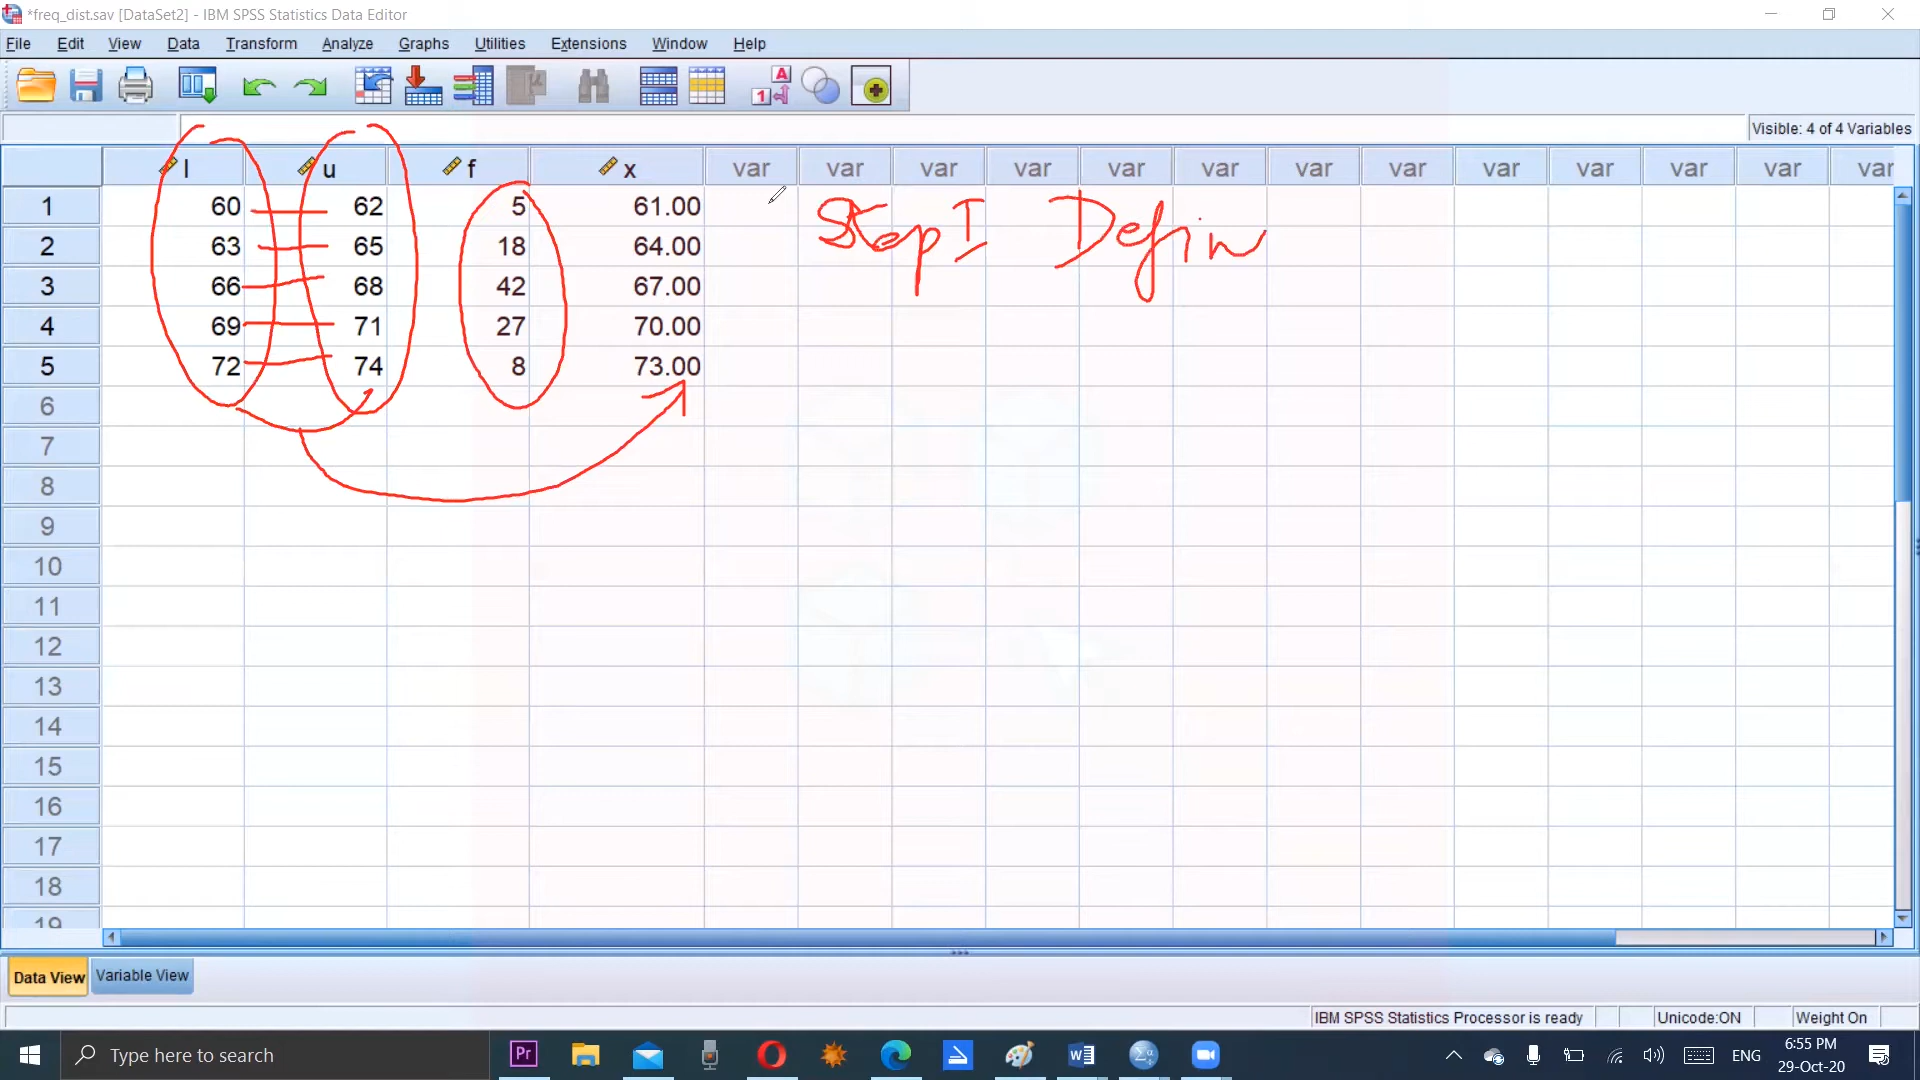 *freq_dist.sav [DataSet2] - IBM SPSS Statistics Data Editor
File Edit View Data Transform Analyze Graphs Utilities Extensions Window Help
Visible: 4 of 4 Variables
l u f x var var var var var var var var var var var var var
1 60 62 5 61.00
2 63 65 18 64.00
3 66 68 42 67.00
4 69 71 27 70.00
5 72 74 8 73.00
Step I Defin
6
7
8
9
10
11
12
13
14
15
16
17
18
19
Data View Variable View
IBM SPSS Statistics Processor is ready Unicode:ON Weight On
Type here to search
Pr
ENG
6:55 PM
29-Oct-20